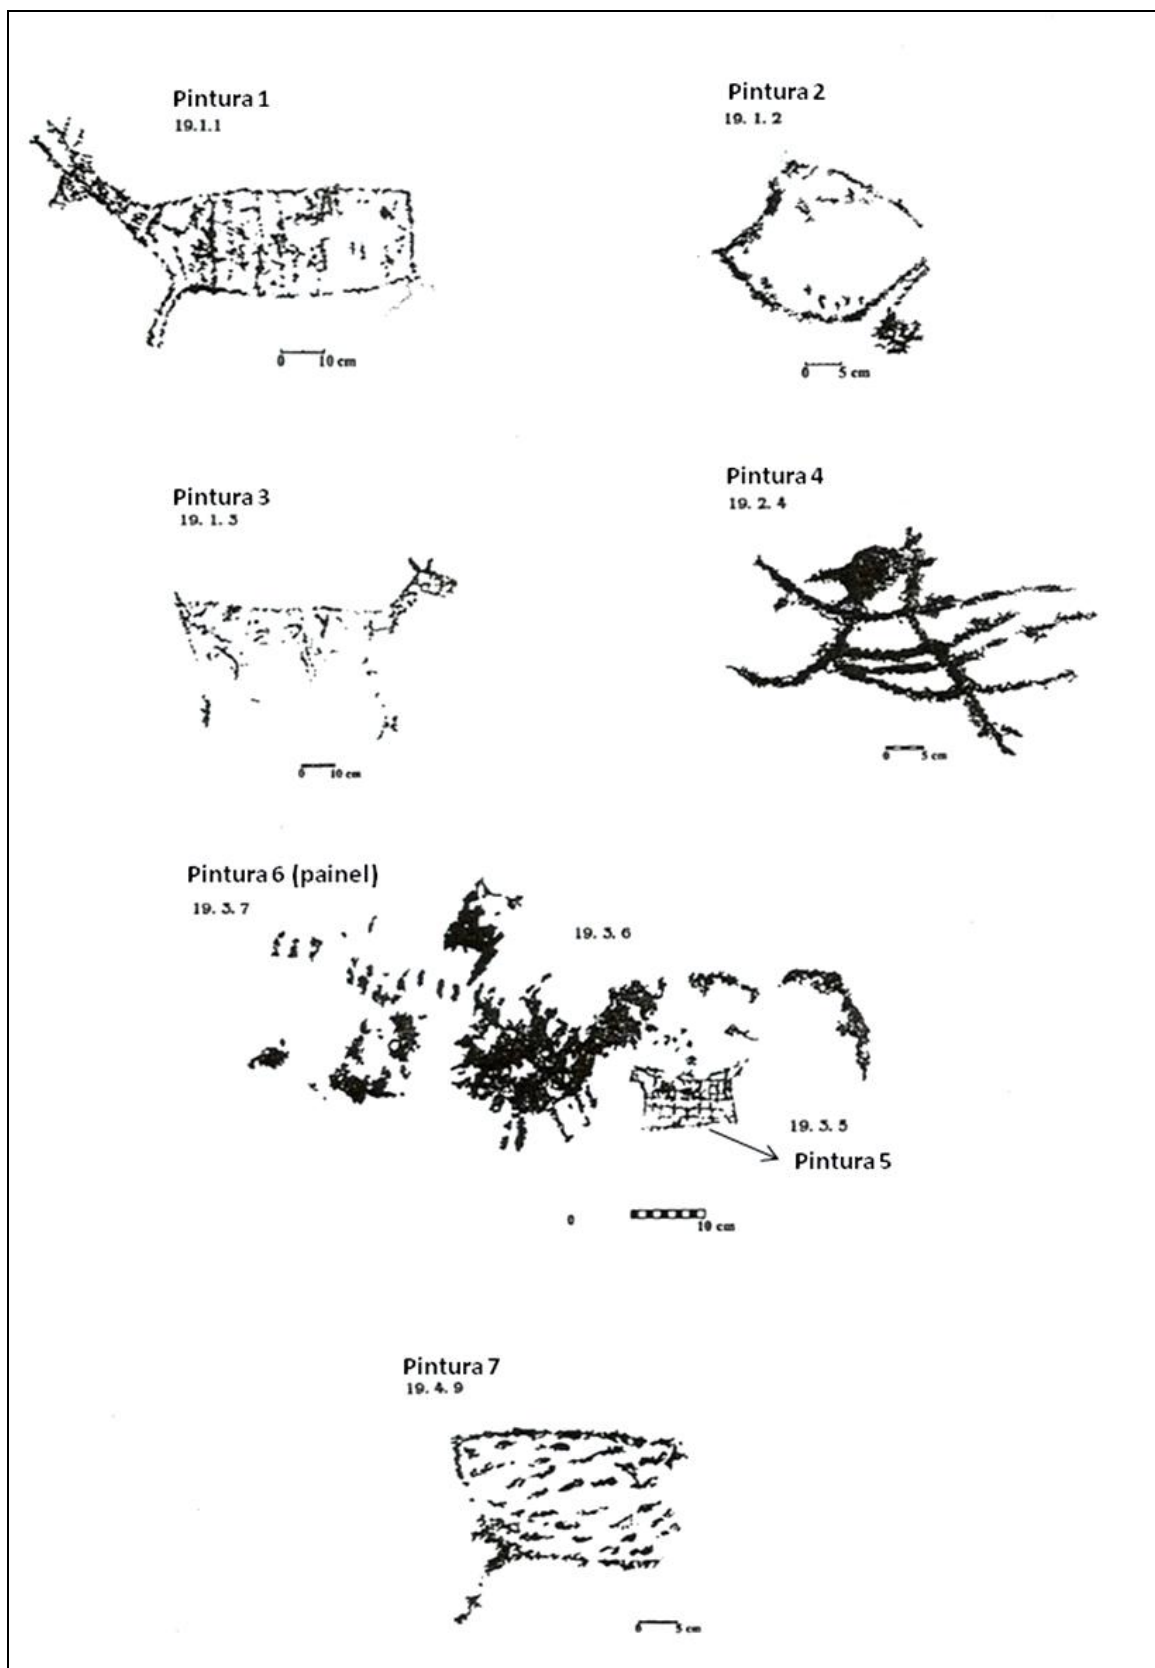 Pintura 1
19.1.1
0 10 cm
Pintura 2
19. 1. 2
0 5 cm
Pintura 3
19. 1. 3
0 10 cm
Pintura 4
19. 2. 4
0 5 cm
Pintura 6 (painel)
19. 3. 7
19. 3. 6
19. 3. 5
Pintura 5
0 10 cm
Pintura 7
19. 4. 9
0 5 cm